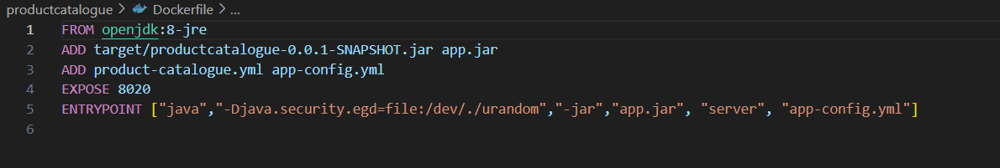 productcatalogue > Dockerfile > ...
1 FROM openjdk:8-jre
2 ADD target/productcatalogue-0.0.1-SNAPSHOT.jar app.jar
3 ADD product-catalogue.yml app-config.yml
4 EXPOSE 8020
5 ENTRYPOINT ["java","-Djava.security.egd=file:/dev/./urandom","-jar","app.jar", "server", "app-config.yml"]
6